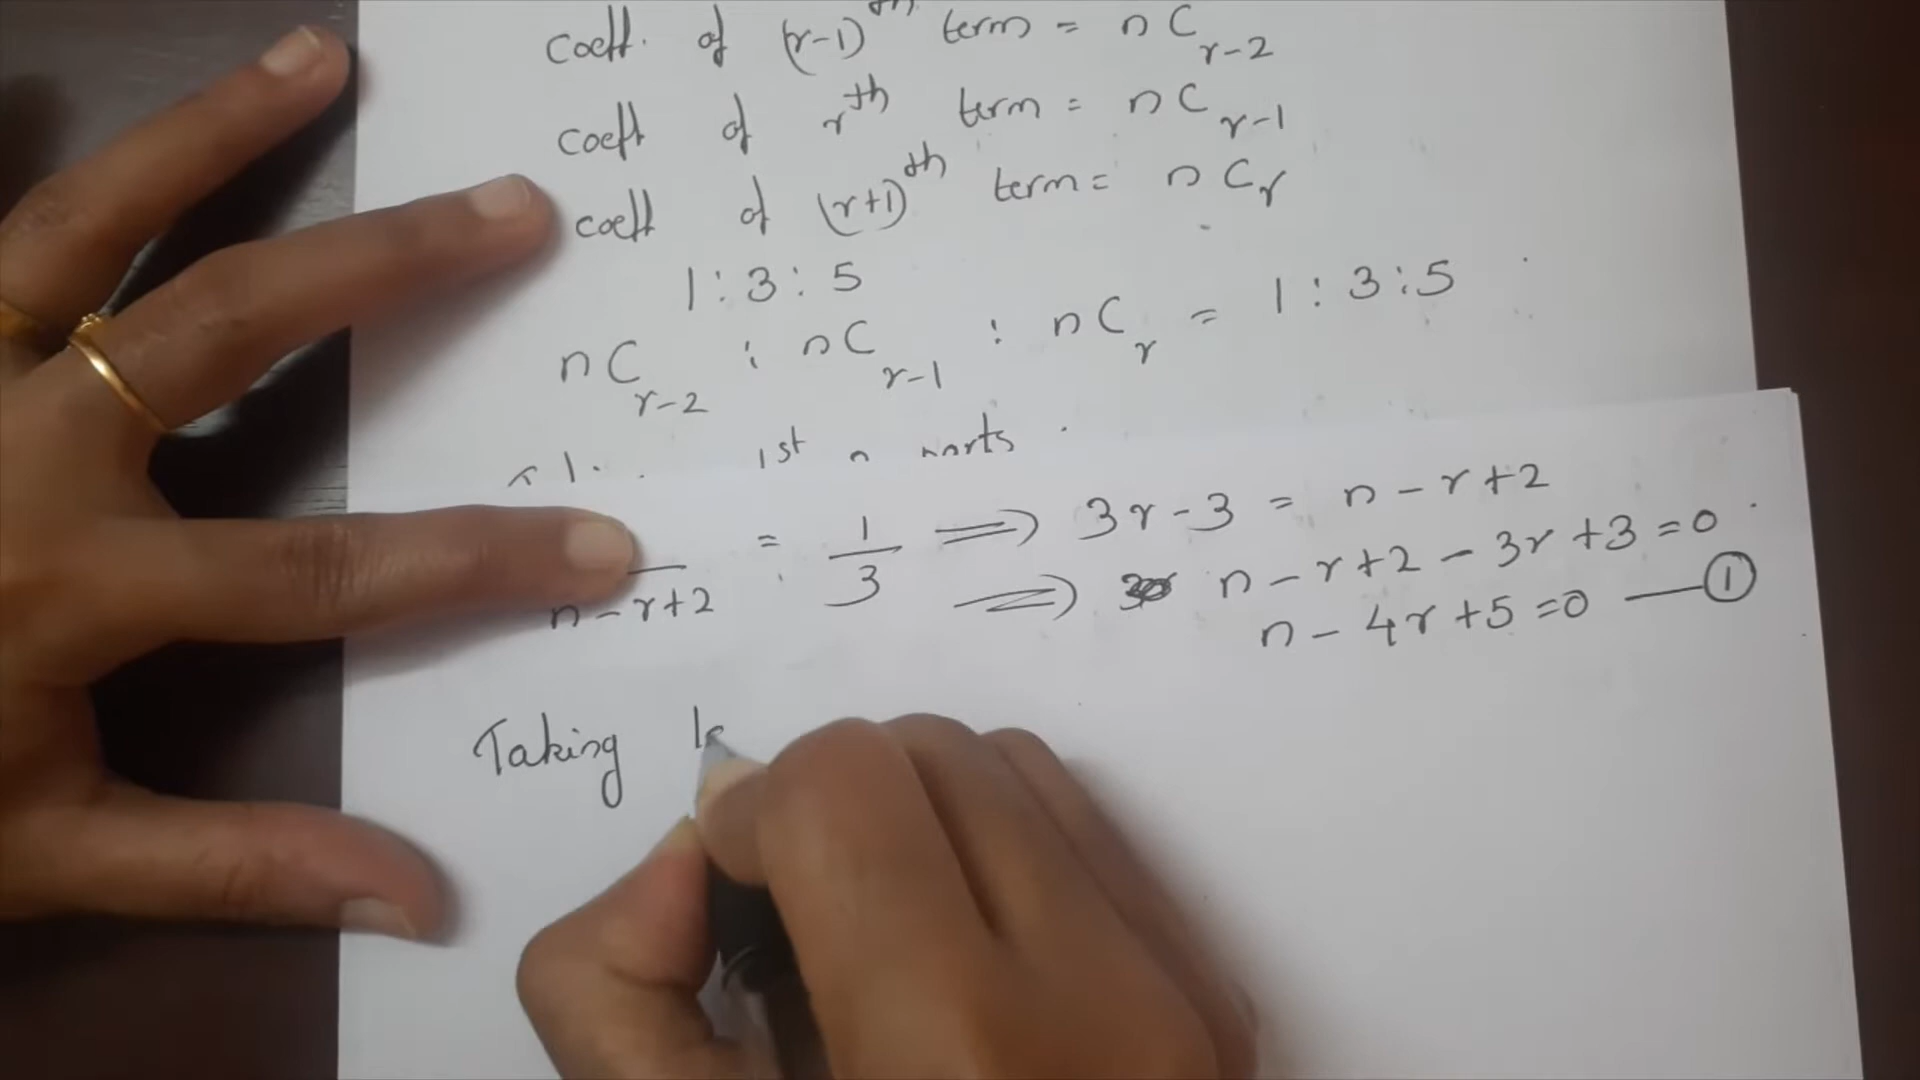 coeff. of (r-1)th term = nC r-2
coeff of rth term = nC r-1
coeff of (r+1)th term = nCr
1 : 3 : 5
nC r-2 : nC r-1 : nC r = 1 : 3 : 5
1st
n-r+2 = 1/3 ⟹ 3r-3 = n-r+2
⟹ n-r+2-3r+3=0
n-4r+5=0 — ①
Taking